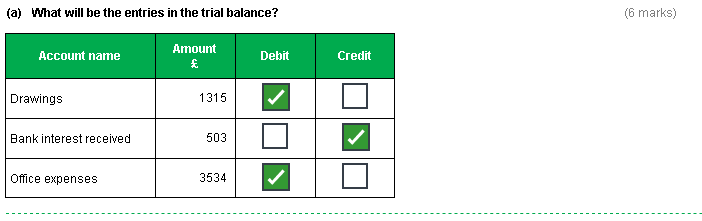 (a) What will be the entries in the trial balance? (6 marks)
Account name Amount £ Debit Credit
Drawings 1315
Bank interest received 503
Office expenses 3534